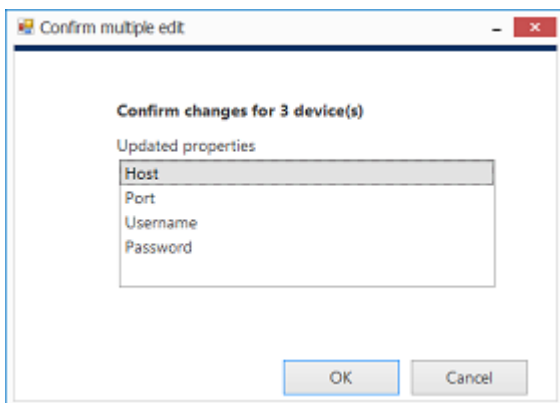 Confirm multiple edit
Confirm changes for 3 device(s)
Updated properties
Host
Port
Username
Password
OK
Cancel